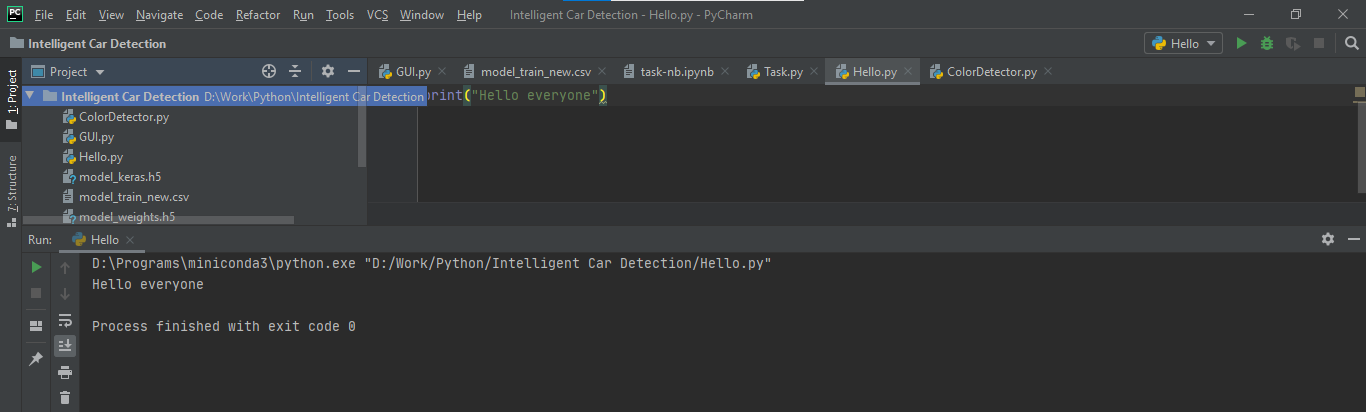 PC File Edit View Navigate Code Refactor Run Tools VCS Window Help Intelligent Car Detection - Hello.py - PyCharm
Intelligent Car Detection Hello
1: Project
7: Structure
Project
Intelligent Car Detection D:\Work\Python\Intelligent Car Detection
ColorDetector.py
GUI.py
Hello.py
model_keras.h5
model_train_new.csv
model_weights.h5
GUI.py model_train_new.csv task-nb.ipynb Task.py Hello.py ColorDetector.py
print("Hello everyone")
Run: Hello
D:\Programs\miniconda3\python.exe "D:/Work/Python/Intelligent Car Detection/Hello.py"
Hello everyone
Process finished with exit code 0